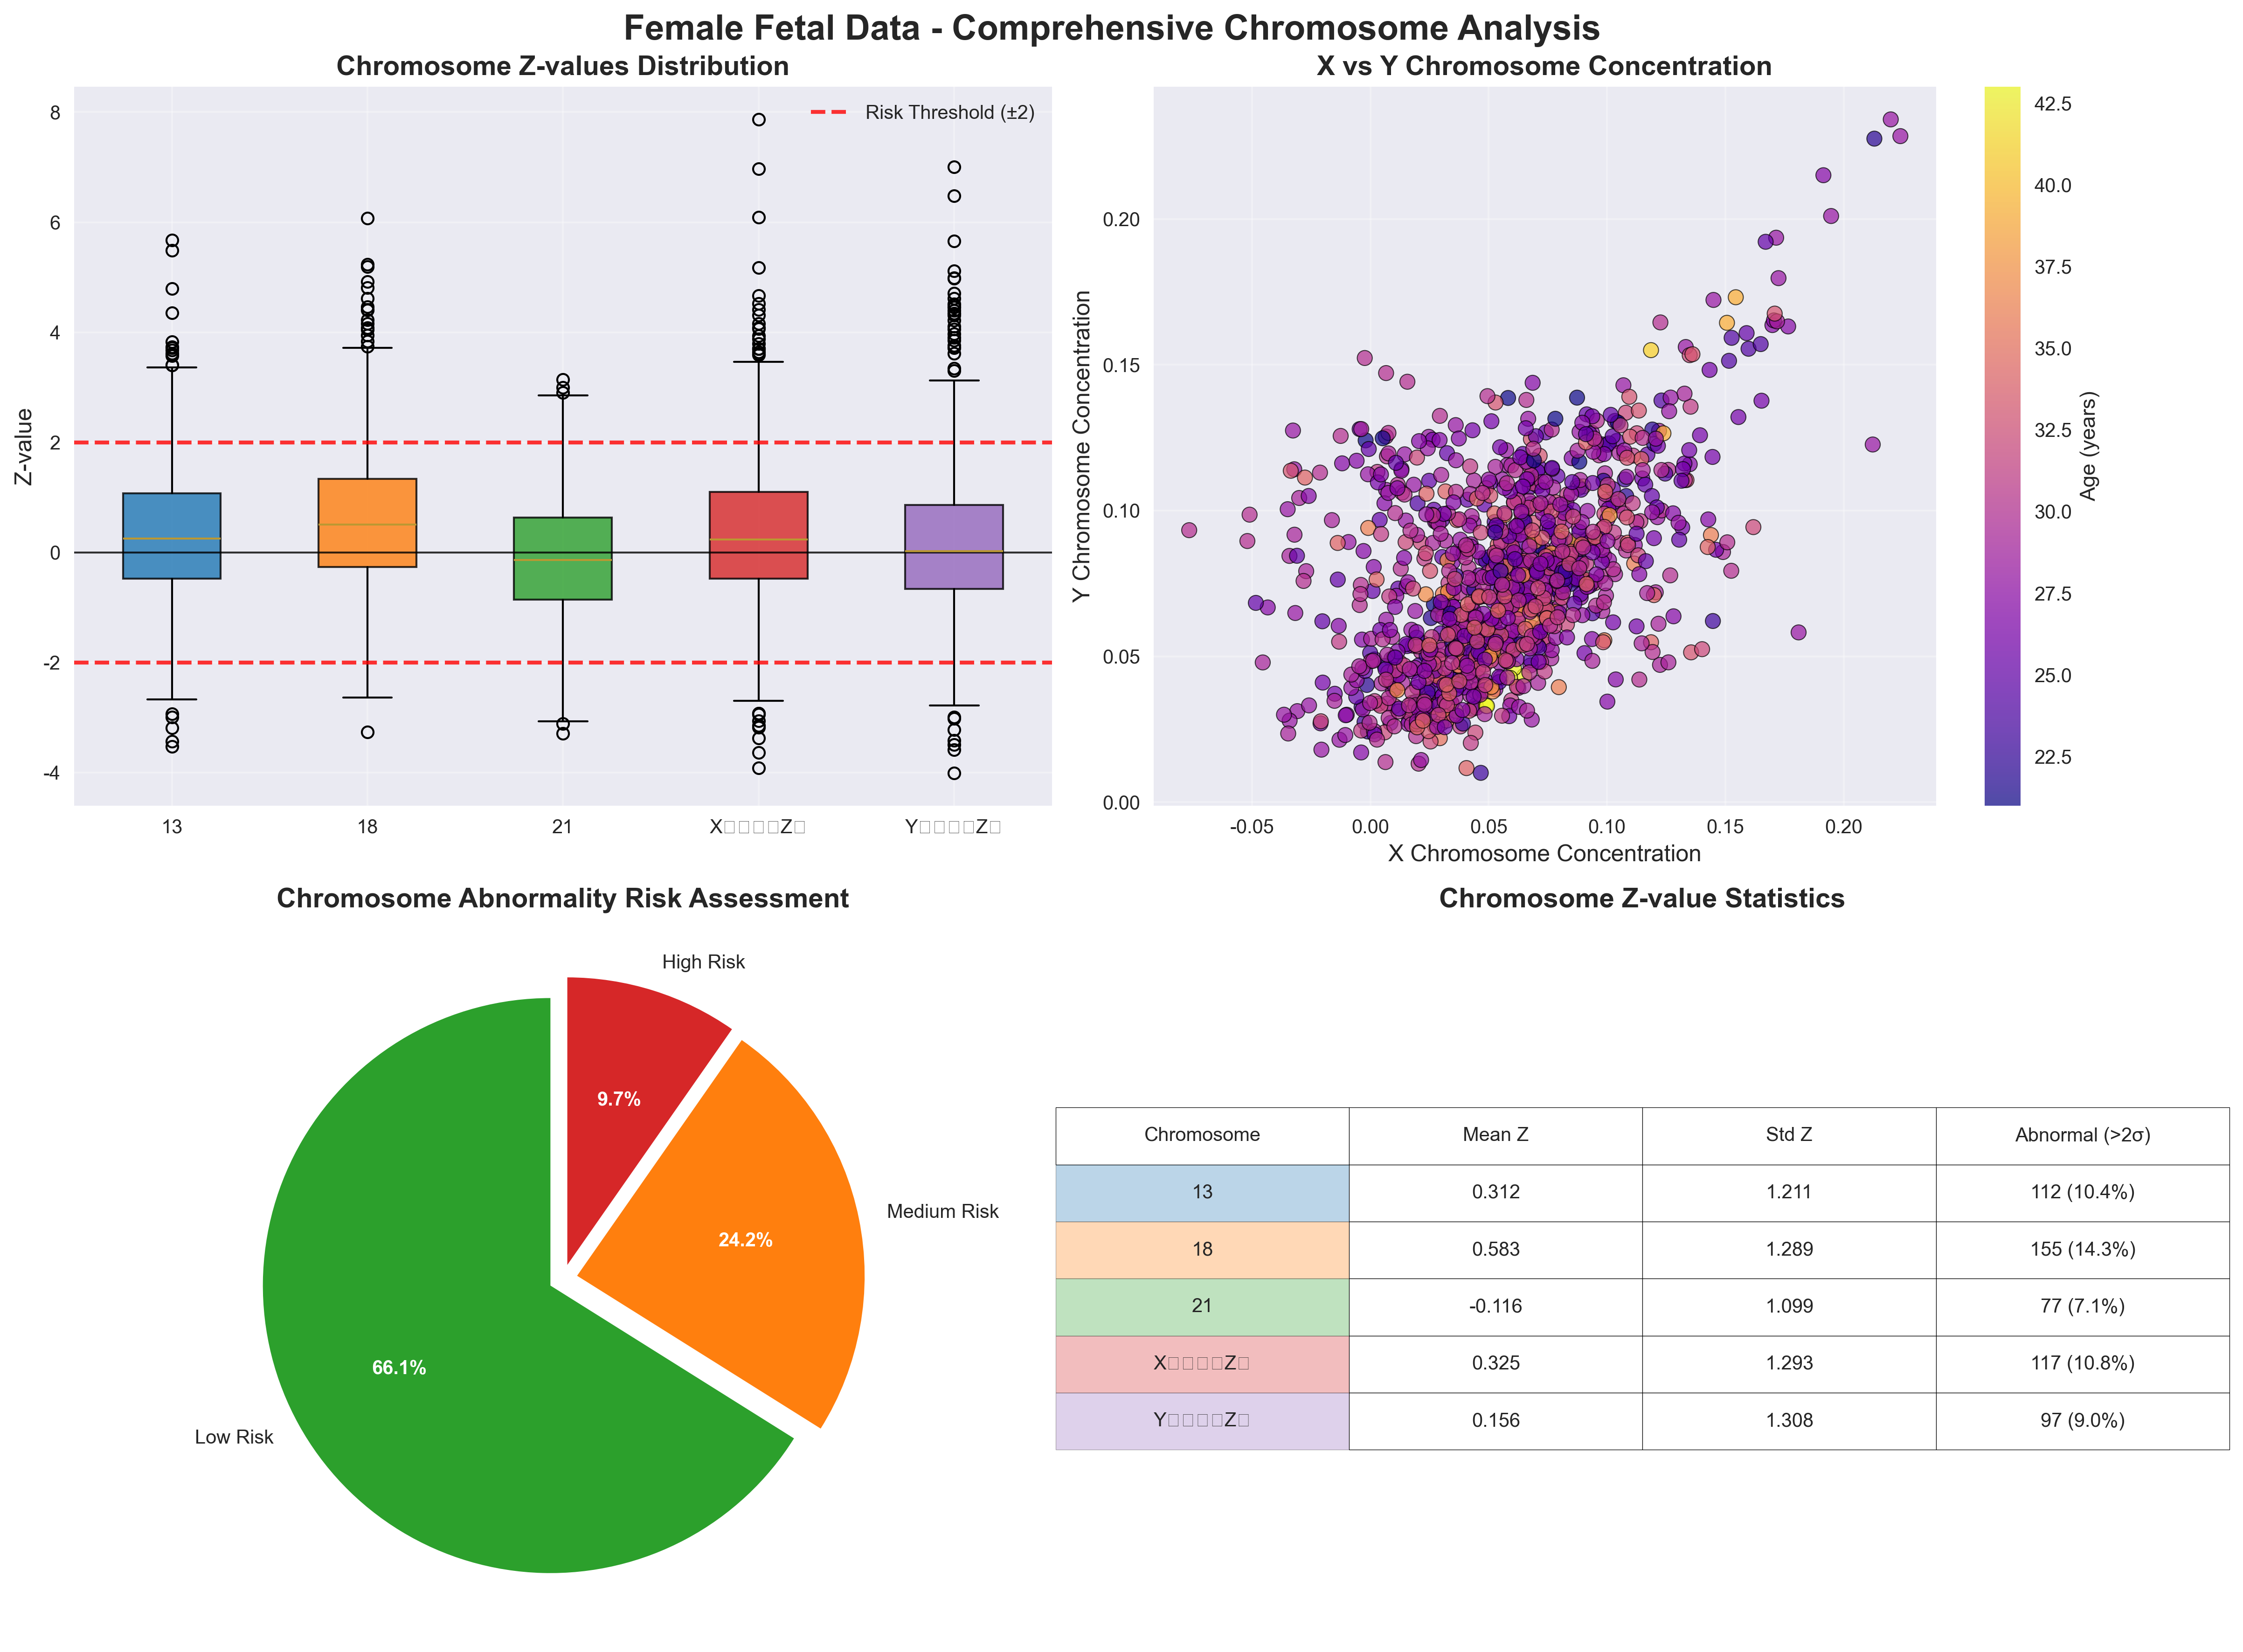 Female Fetal Data - Comprehensive Chromosome Analysis
Chromosome Z-values Distribution
Z-value
8
6
4
2
0
-2
-4
Risk Threshold (±2)
13
18
21
X□□□□Z□
Y□□□□Z□
X vs Y Chromosome Concentration
Y Chromosome Concentration
0.20
0.15
0.10
0.05
0.00
-0.05
0.00
0.05
0.10
0.15
0.20
X Chromosome Concentration
42.5
40.0
37.5
35.0
32.5
30.0
27.5
25.0
22.5
Age (years)
Chromosome Abnormality Risk Assessment
High Risk
9.7%
Medium Risk
24.2%
66.1%
Low Risk
Chromosome Z-value Statistics
Chromosome Mean Z Std Z Abnormal (>2σ)
13 0.312 1.211 112 (10.4%)
18 0.583 1.289 155 (14.3%)
21 -0.116 1.099 77 (7.1%)
X□□□□Z□ 0.325 1.293 117 (10.8%)
Y□□□□Z□ 0.156 1.308 97 (9.0%)